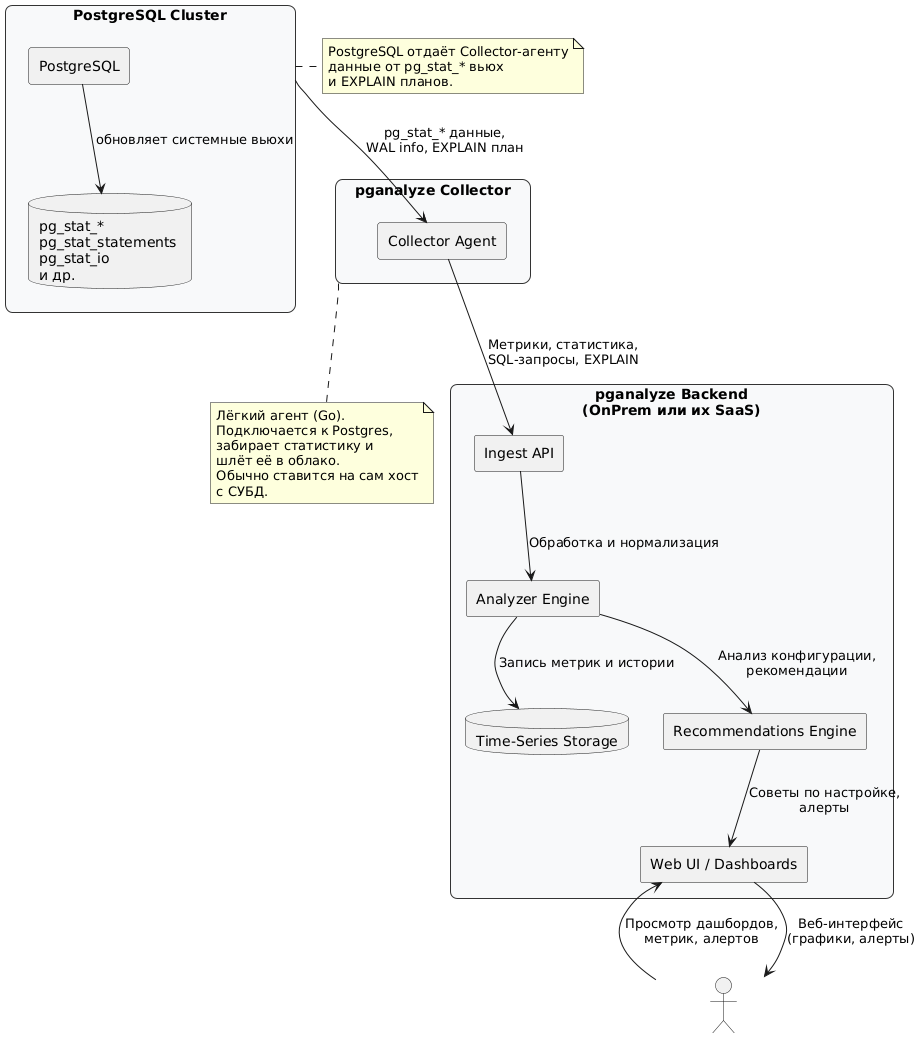 PostgreSQL Cluster
PostgreSQL
PostgreSQL отдаёт Collector-агенту
данные от pg_stat_* вьюх
и EXPLAIN планов.
обновляет системные вьюхи
pg_stat_* данные,
WAL info, EXPLAIN план
pganalyze Collector
pg_stat_*
pg_stat_statements
pg_stat_io
и др.
Collector Agent
Метрики, статистика,
SQL-запросы, EXPLAIN
Лёгкий агент (Go).
Подключается к Postgres,
забирает статистику и
шлёт её в облако.
Обычно ставится на сам хост
с СУБД.
pganalyze Backend
(OnPrem или их SaaS)
Ingest API
Обработка и нормализация
Analyzer Engine
Запись метрик и истории
Анализ конфигурации,
рекомендации
Time-Series Storage
Recommendations Engine
Советы по настройке,
алерты
Web UI / Dashboards
Просмотр дашбордов,
метрик, алертов
Веб-интерфейс
(графики, алерты)